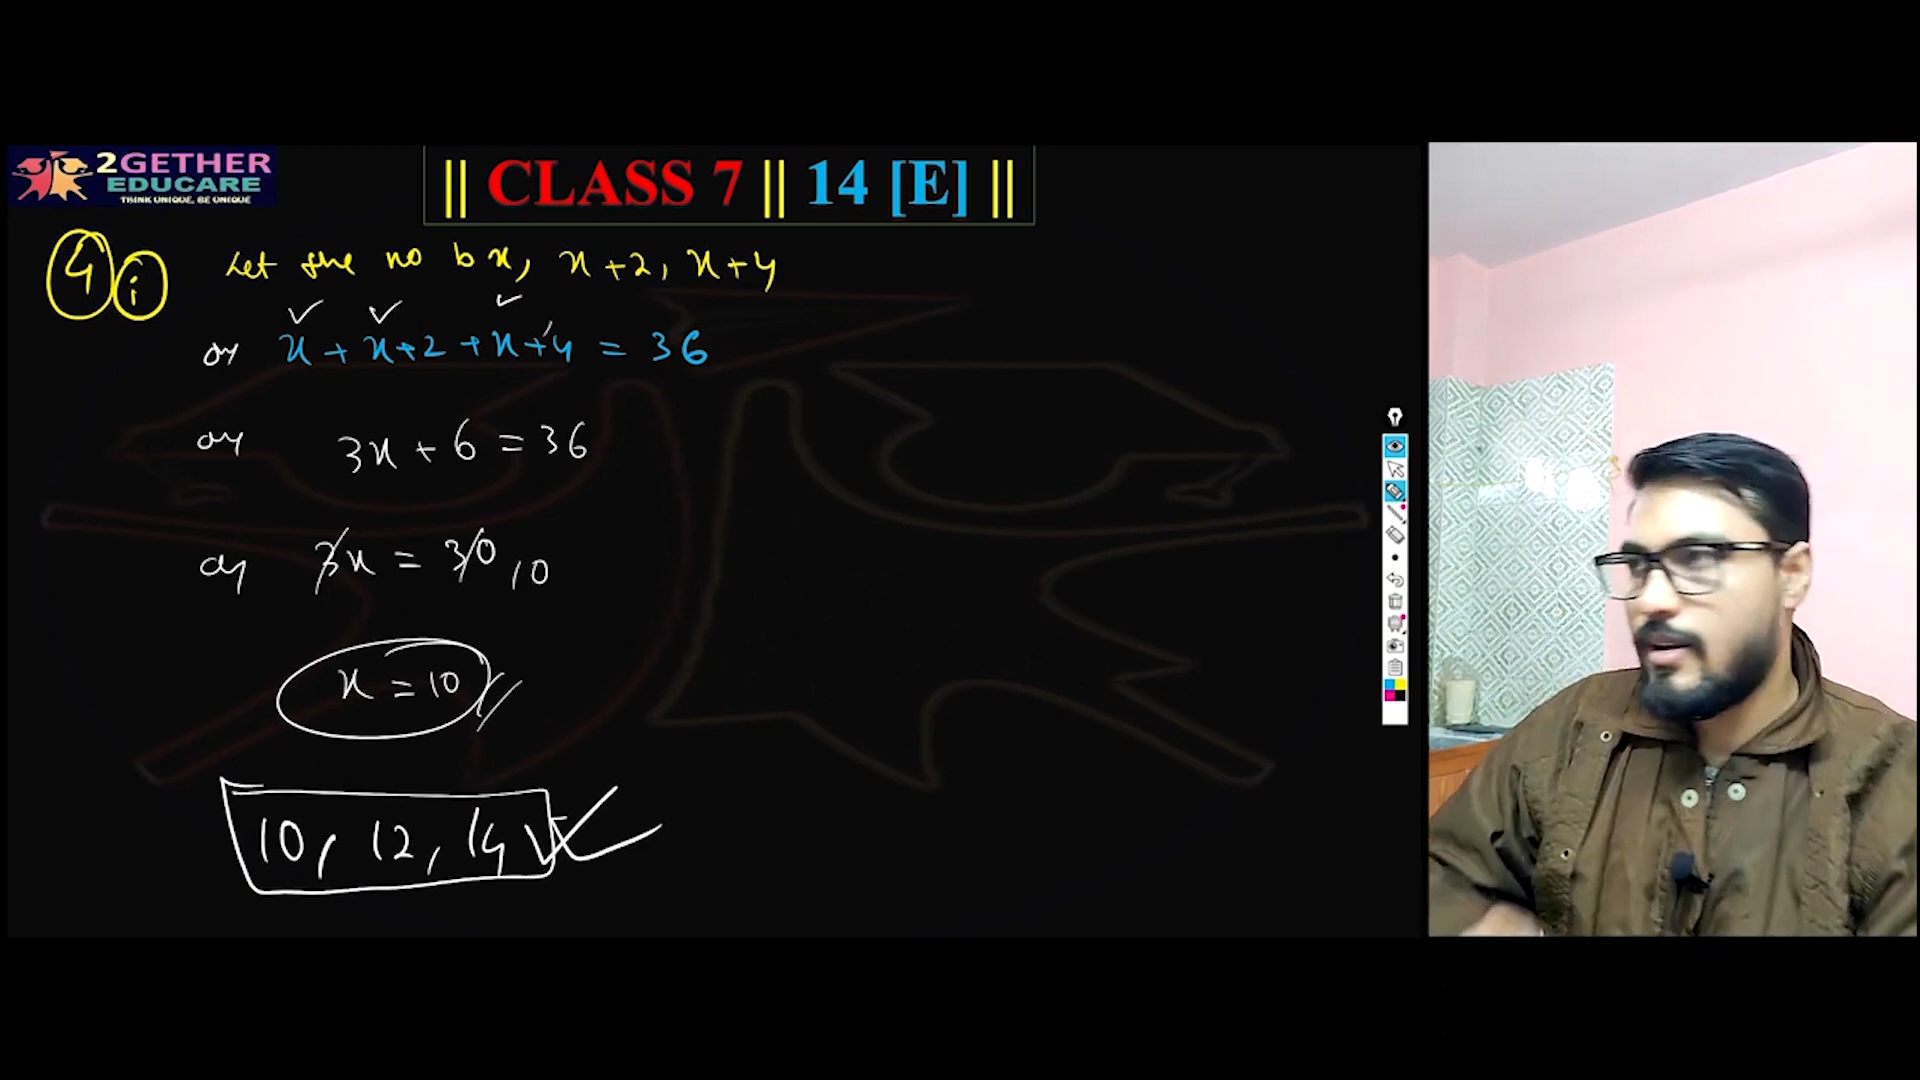 2GETHER
EDUCARE
THINK UNIQUE, BE UNIQUE
|| CLASS 7 || 14 [E] ||
4 i Let the no b x, x+2, x+4
or x + x+2 + x+4 = 36
or 3x + 6 = 36
or 3x = 30 10
x = 10
10, 12, 14